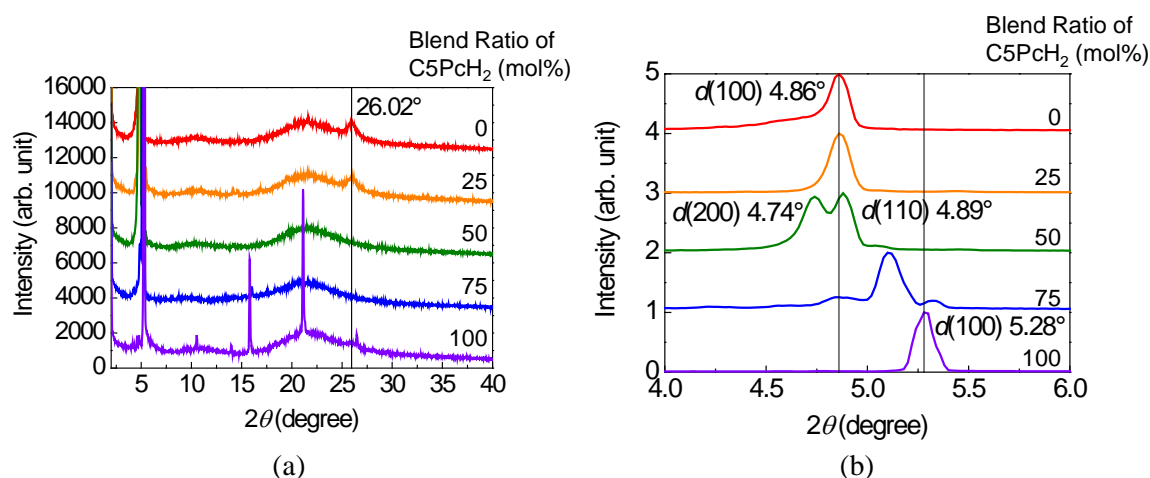 Blend Ratio of
C5PcH₂ (mol%)
16000
14000
12000
10000
8000
6000
4000
2000
0
Intensity (arb. unit)
26.02°
0
25
50
75
100
5 10 15 20 25 30 35 40
2θ (degree)
(a)
Blend Ratio of
C5PcH₂ (mol%)
5
4
3
2
1
0
Intensity (arb. unit)
d(100) 4.86°
0
25
d(200) 4.74° d(110) 4.89°
50
75
d(100) 5.28°
100
4.0 4.5 5.0 5.5 6.0
2θ (degree)
(b)